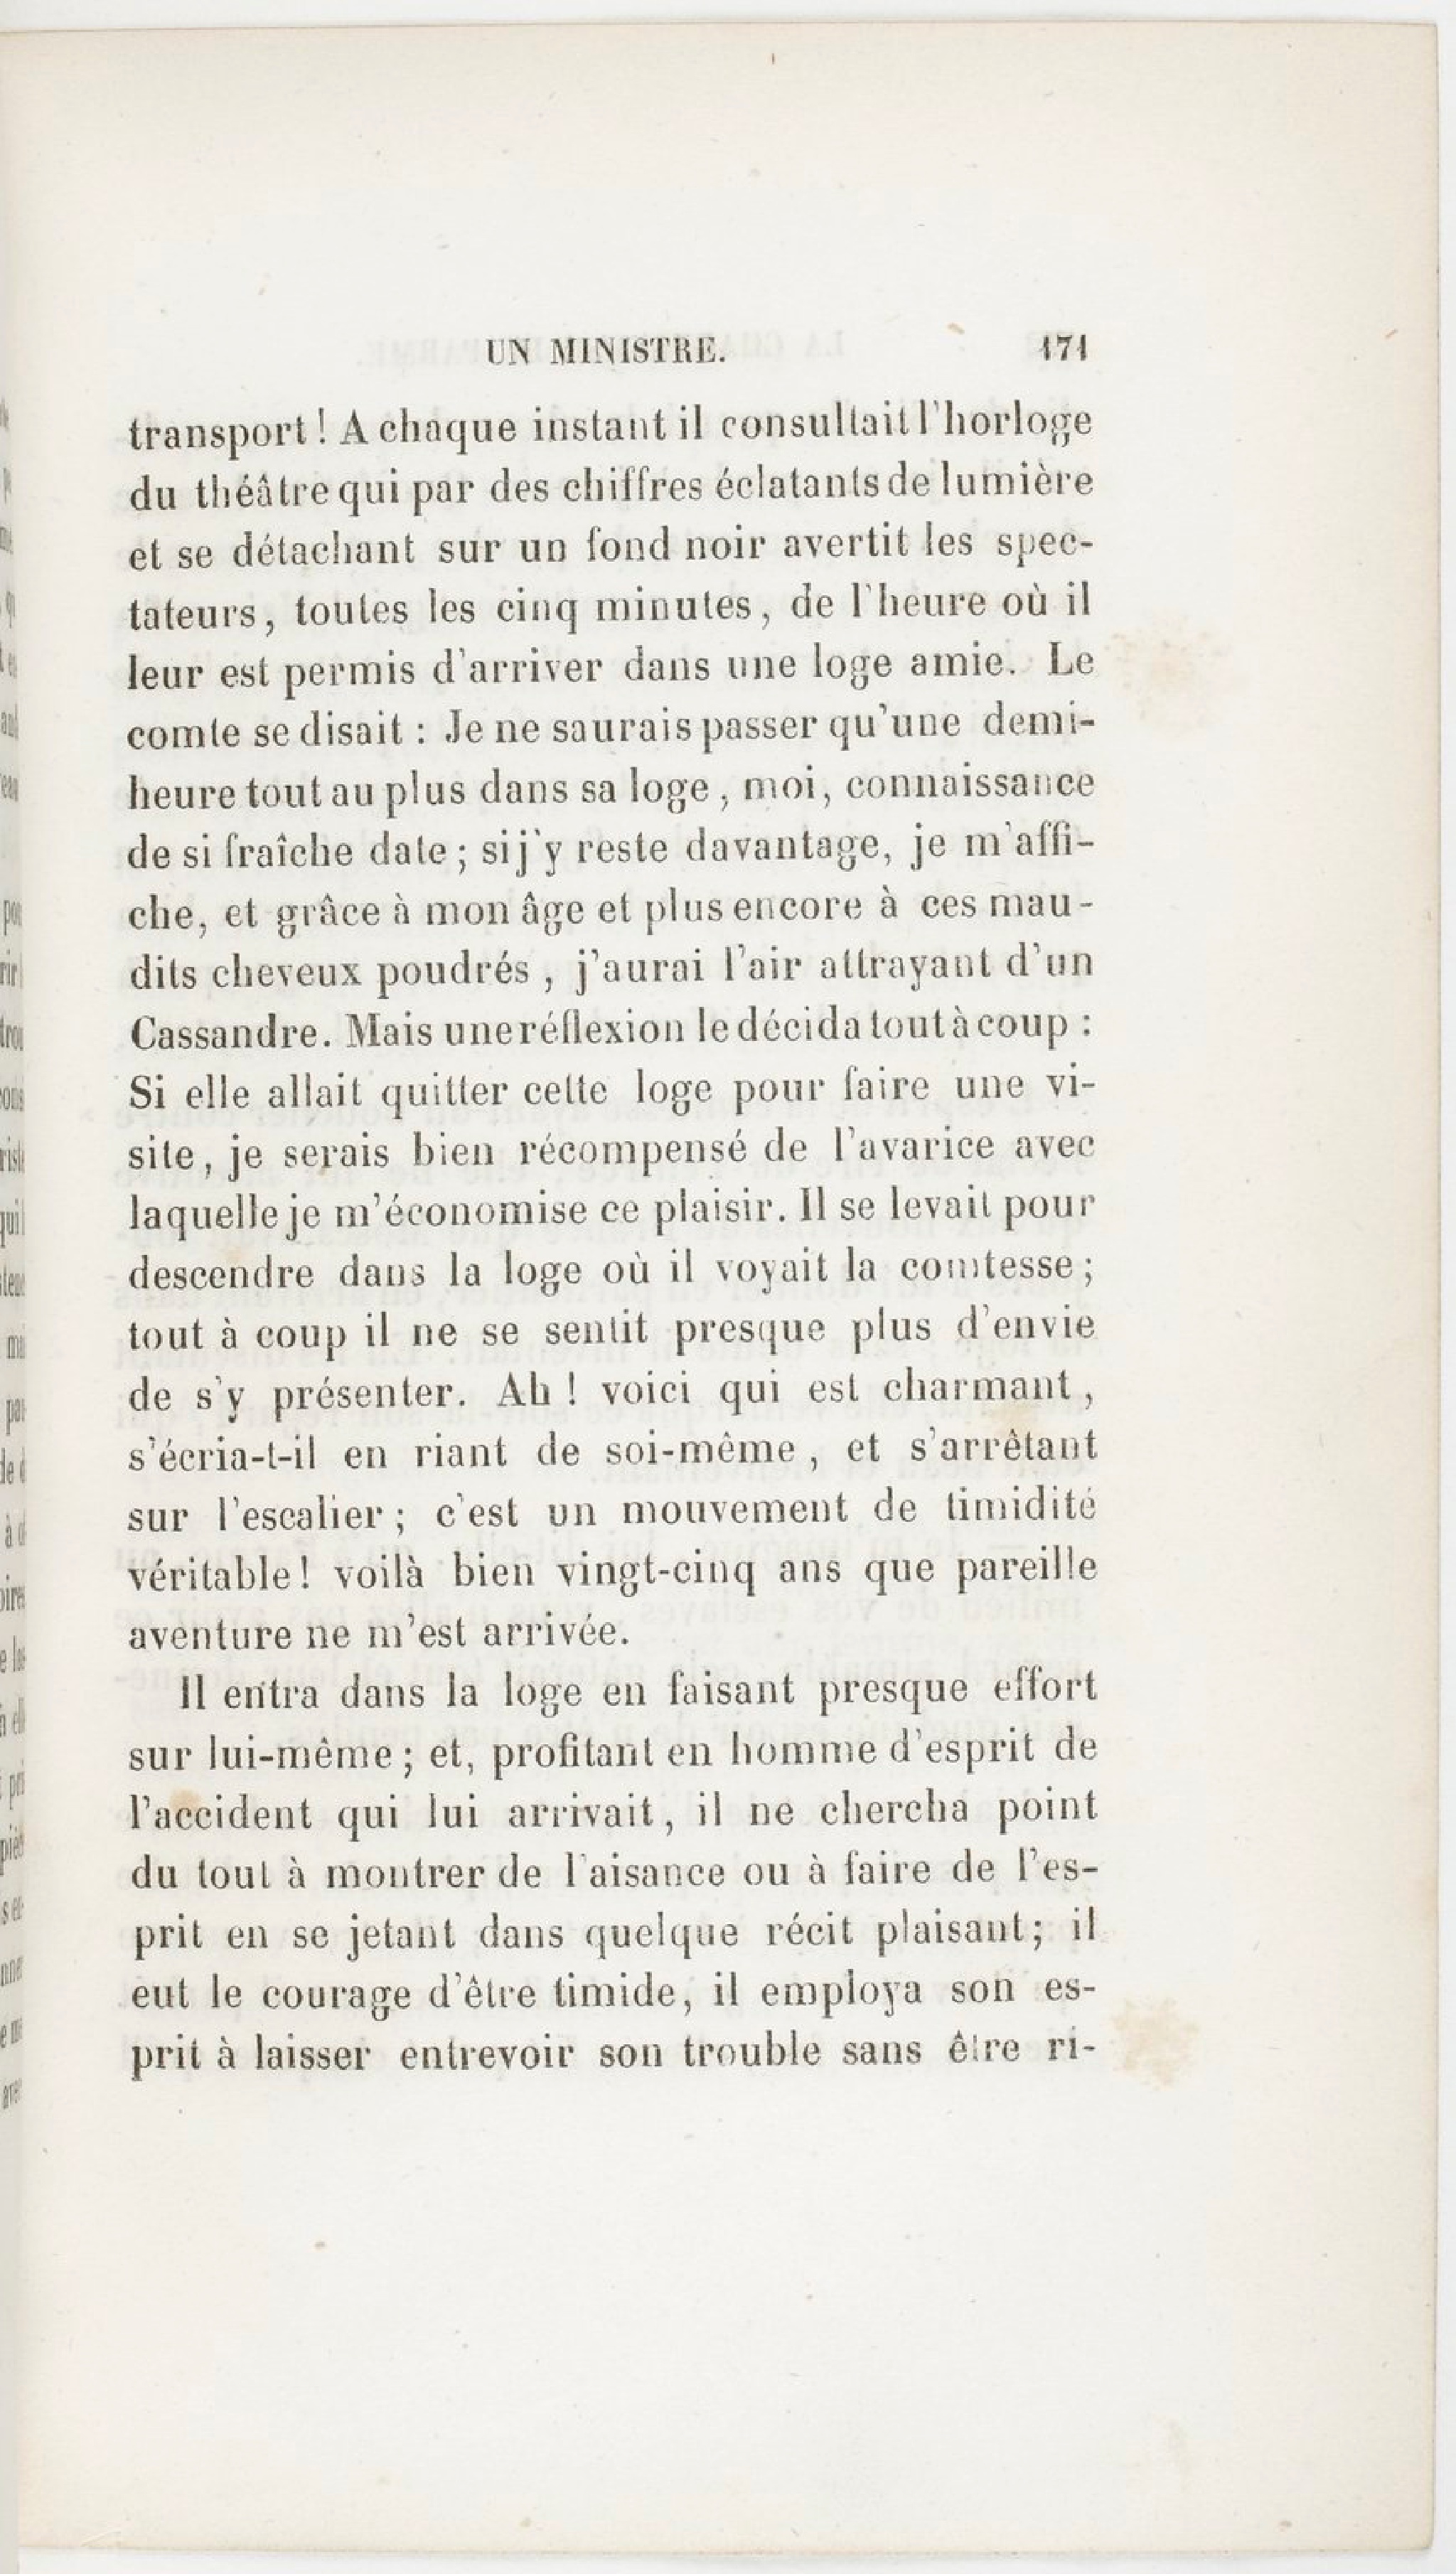 UN MINISTRE. 171
transport ! A chaque instant il consultait l'horloge
du théâtre qui par des chiffres éclatants de lumière
et se détachant sur un fond noir avertit les spec-
tateurs, toutes les cinq minutes, de l'heure où il
leur est permis d'arriver dans une loge amie. Le
comte se disait : Je ne saurais passer qu'une demi-
heure tout au plus dans sa loge, moi, connaissance
de si fraîche date ; si j'y reste davantage, je m'affi-
che, et grâce à mon âge et plus encore à ces mau-
dits cheveux poudrés, j'aurai l'air attrayant d'un
Cassandre. Mais une réflexion le décida tout à coup :
Si elle allait quitter cette loge pour faire une vi-
site, je serais bien récompensé de l'avarice avec
laquelle je m'économise ce plaisir. Il se levait pour
descendre dans la loge où il voyait la comtesse ;
tout à coup il ne se sentit presque plus d'envie
de s'y présenter. Ah ! voici qui est charmant,
s'écria-t-il en riant de soi-même, et s'arrêtant
sur l'escalier ; c'est un mouvement de timidité
véritable ! voilà bien vingt-cinq ans que pareille
aventure ne m'est arrivée.
Il entra dans la loge en faisant presque effort
sur lui-même ; et, profitant en homme d'esprit de
l'accident qui lui arrivait, il ne chercha point
du tout à montrer de l'aisance ou à faire de l'es-
prit en se jetant dans quelque récit plaisant ; il
eut le courage d'être timide, il employa son es-
prit à laisser entrevoir son trouble sans être ri-